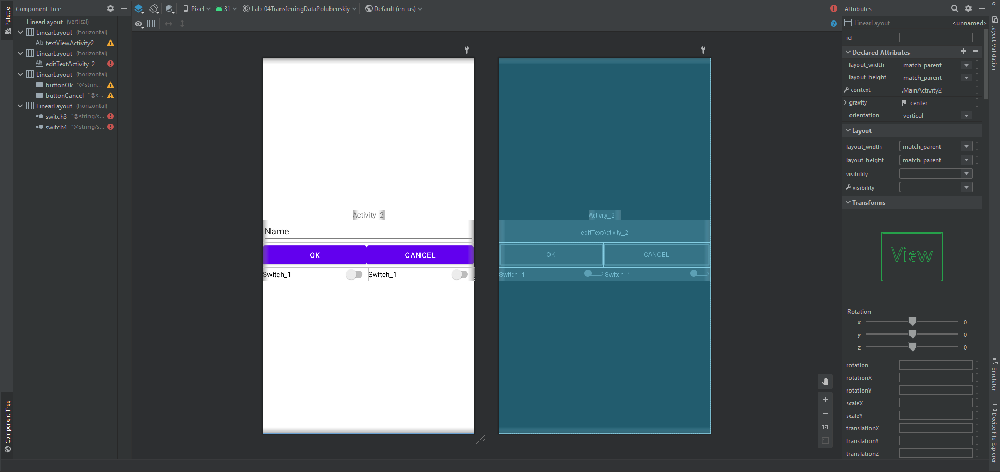 Palette
Component Tree
Component Tree
LinearLayout (vertical)
LinearLayout (horizontal)
Ab textViewActivity2
LinearLayout (horizontal)
Ab editTextActivity_2
LinearLayout (horizontal)
buttonOk "@strin...
buttonCancel "@s...
LinearLayout (horizontal)
switch3 "@string/s...
switch4 "@string/s...
Pixel 31 Lab_04TransferringDataPolubenskiy Default (en-us)
?
Activity_2
Name
OK CANCEL
Switch_1 Switch_1
Activity_2
editTextActivity_2
OK CANCEL
Switch_1 Switch_1
1:1
Attributes
LinearLayout <unnamed>
id
Declared Attributes
layout_width match_parent
layout_height match_parent
context .MainActivity2
gravity center
orientation vertical
Layout
layout_width match_parent
layout_height match_parent
visibility
visibility
Transforms
View
Rotation
x 0
y 0
z 0
rotation
rotationX
rotationY
scaleX
scaleY
translationX
translationY
translationZ
Layout Validation
Emulator
Device File Explorer